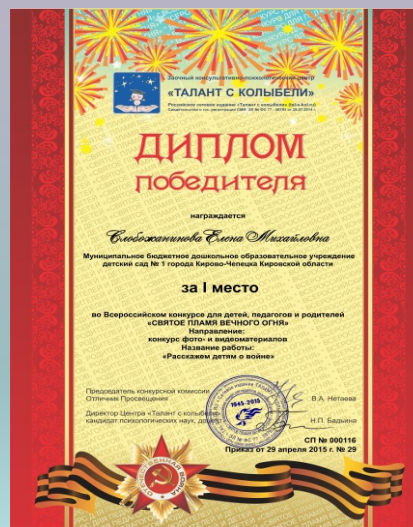 Заочный консультативно-психологический центр
«ТАЛАНТ С КОЛЫБЕЛИ»
ДИПЛОМ
победителя
награждается
Слобожанинова Елена Михайловна
Муниципальное бюджетное дошкольное образовательное учреждение
детский сад № 1 города Кирово-Чепецка Кировской области
за I место
во Всероссийском конкурсе для детей, педагогов и родителей
«СВЯТОЕ ПЛАМЯ ВЕЧНОГО ОГНЯ»
Направление:
конкурс фото- и видеоматериалов
Название работы:
«Расскажем детям о войне»
Председатель конкурсной комиссии
Отличник Просвещения
В.А. Нетаева
Директор Центра «Талант с колыбели»
кандидат психологических наук,
Н.П. Бадьина
1945-2015
СП № 000116
Приказ от 29 апреля 2015 г. № 29